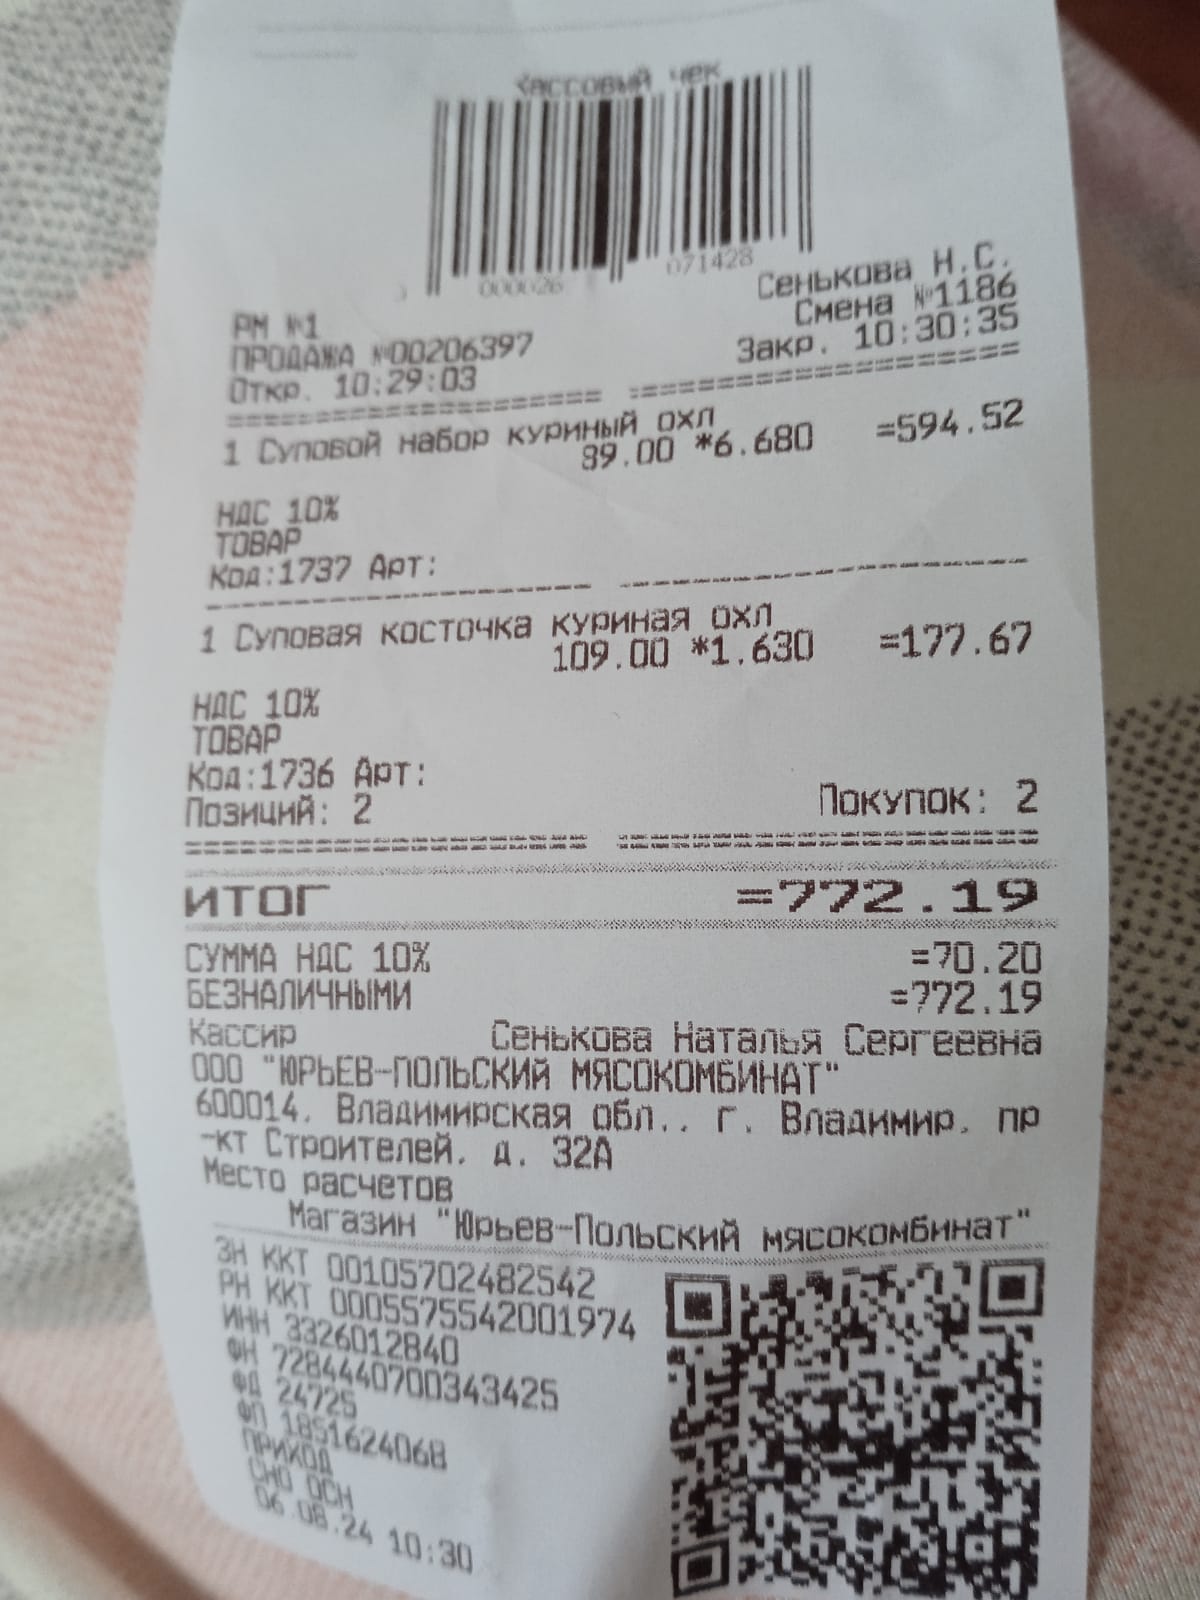 Кассовый чек
000026 071428
Сенькова Н.С.
РМ №1 Смена №1186
ПРОДАЖА №00206397 Закр. 10:30:35
Откр. 10:29:03
1 Суповой набор куриный охл
89.00 *6.680 =594.52
НДС 10%
ТОВАР
Код:1737 Арт:
1 Суповая косточка куриная охл
109.00 *1.630 =177.67
НДС 10%
ТОВАР
Код:1736 Арт:
Позиций: 2 Покупок: 2
ИТОГ =772.19
СУММА НДС 10% =70.20
БЕЗНАЛИЧНЫМИ =772.19
Кассир Сенькова Наталья Сергеевна
ООО "ЮРЬЕВ-ПОЛЬСКИЙ МЯСОКОМБИНАТ"
600014, Владимирская обл., г. Владимир, пр
-кт Строителей, д. 32А
Место расчетов
Магазин "Юрьев-Польский мясокомбинат"
ЗН ККТ 00105702482542
РН ККТ 0005575542001974
ИНН 3326012840
ФН 7284440700343425
ФД 24725
ФП 1851624068
ПРИХОД
СНО ОСН
06.08.24 10:30